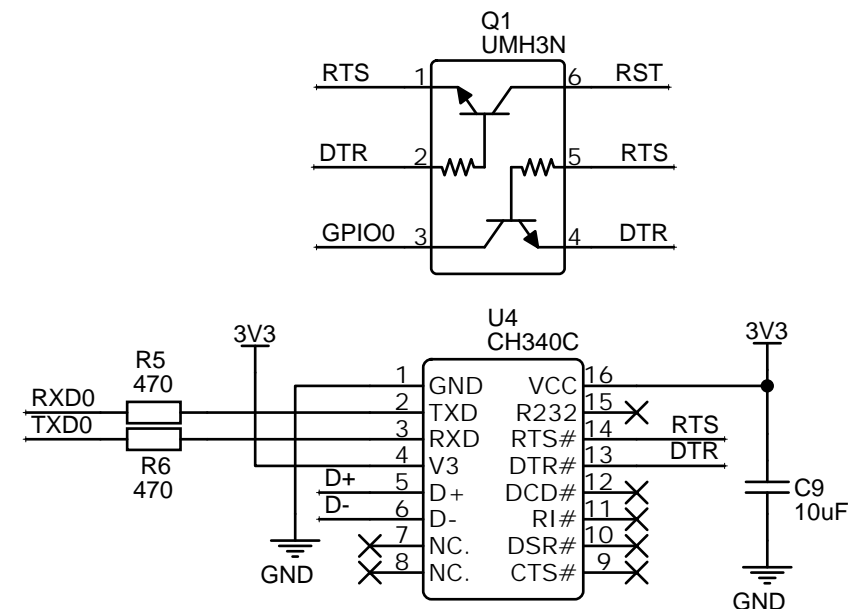 Q1
UMH3N
RTS 1 6 RST
DTR 2 5 RTS
GPIO0 3 4 DTR
U4
CH340C
3V3 3V3
R5
470
RXD0 1 GND VCC 16
TXD0 2 TXD R232 15
3 RXD RTS# 14 RTS
R6
470
4 V3 DTR# 13 DTR
D+ 5 D+ DCD# 12
D- 6 D- RI# 11
7 NC. DSR# 10
8 NC. CTS# 9
C9
10uF
GND GND